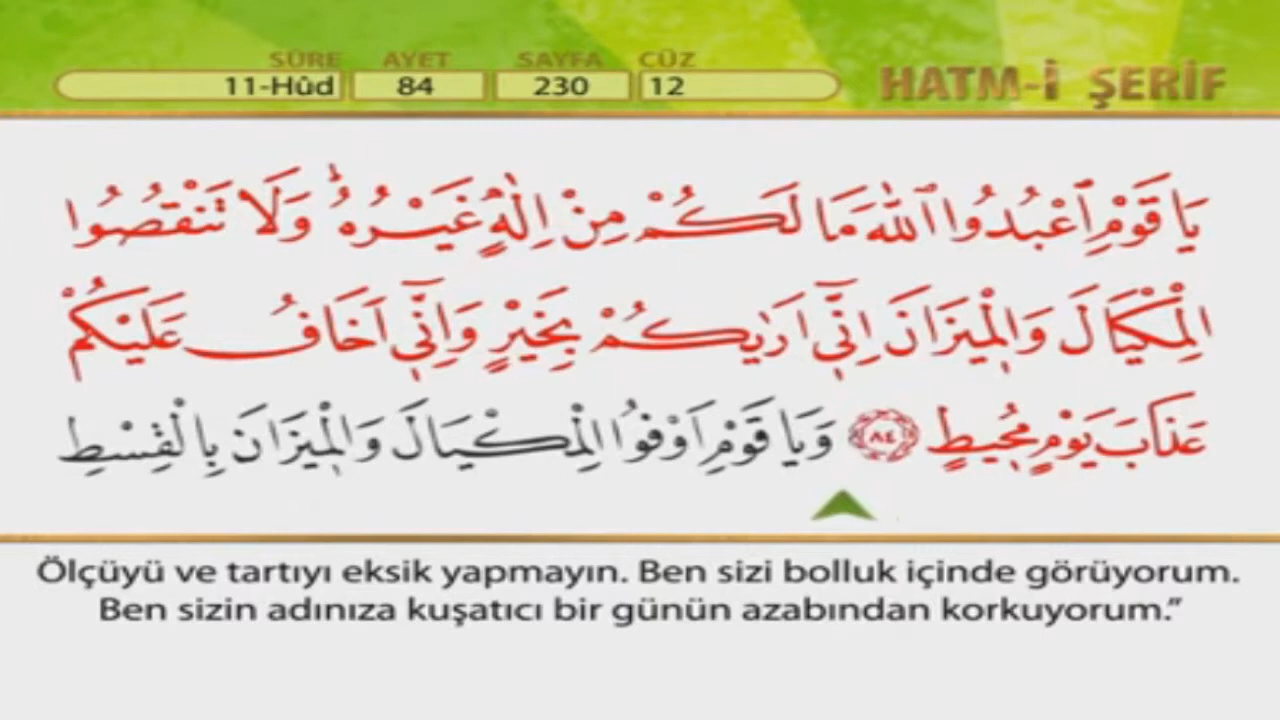 SÛRE AYET SAYFA CÜZ
11-Hûd 84 230 12
HATM-İ ŞERİF
يَا قَوْمِ اعْبُدُوا اللّٰهَ مَا لَكُمْ مِنْ اِلٰهٍ غَيْرُهُۜ وَلَا تَنْقُصُوا
الْمِكْيَالَ وَالْم۪يزَانَ اِنّ۪ٓي اَرٰيكُمْ بِخَيْرٍ وَاِنّ۪ٓي اَخَافُ عَلَيْكُمْ
عَذَابَ يَوْمٍ مُح۪يطٍ ٨٤ وَيَا قَوْمِ اَوْفُوا الْمِكْيَالَ وَالْم۪يزَانَ بِالْقِسْطِ
Ölçüyü ve tartıyı eksik yapmayın. Ben sizi bolluk içinde görüyorum.
Ben sizin adınıza kuşatıcı bir günün azabından korkuyorum.”